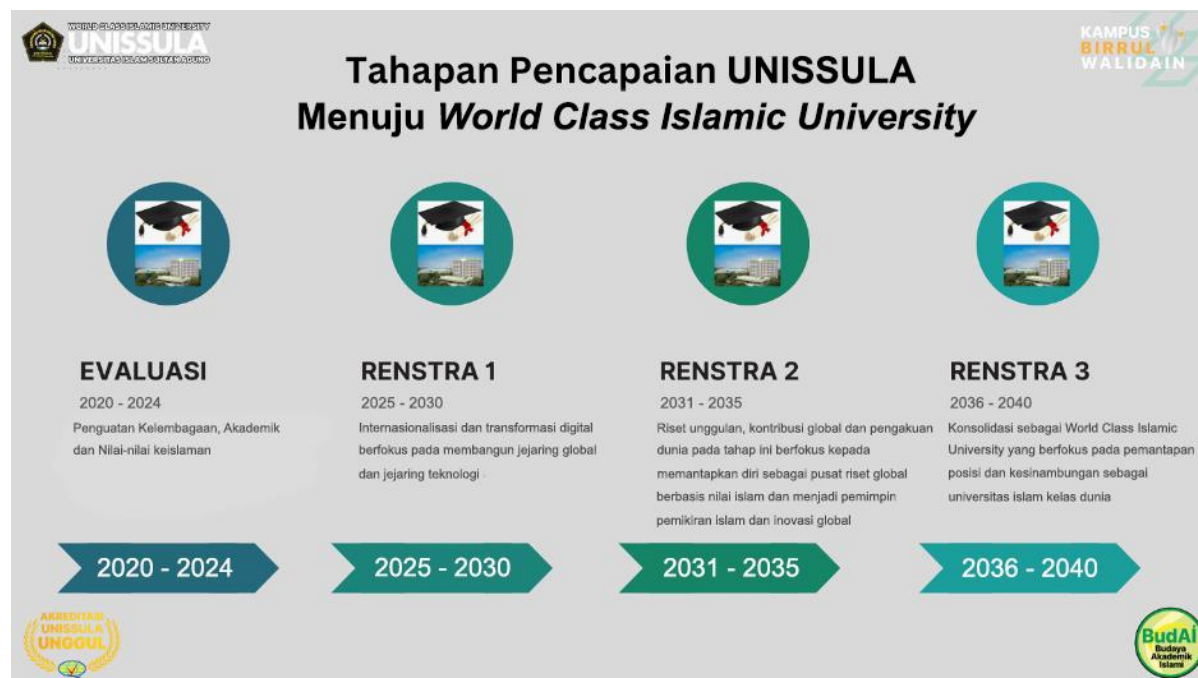 WORLD CLASS ISLAMIC UNIVERSITY
UNISSULA
UNIVERSITAS ISLAM SULTAN AGUNG
KAMPUS
BIRRUL
WALIDAIN
Tahapan Pencapaian UNISSULA
Menuju World Class Islamic University
EVALUASI
2020 - 2024
Penguatan Kelembagaan, Akademik
dan Nilai-nilai keislaman
2020 - 2024
RENSTRA 1
2025 - 2030
Internasionalisasi dan transformasi digital
berfokus pada membangun jejaring global
dan jejaring teknologi
2025 - 2030
RENSTRA 2
2031 - 2035
Riset unggulan, kontribusi global dan pengakuan
dunia pada tahap ini berfokus kepada
memantapkan diri sebagai pusat riset global
berbasis nilai islam dan menjadi pemimpin
pemikiran islam dan inovasi global
2031 - 2035
RENSTRA 3
2036 - 2040
Konsolidasi sebagai World Class Islamic
University yang berfokus pada pemantapan
posisi dan kesinambungan sebagai
universitas islam kelas dunia
2036 - 2040
AKREDITASI
UNISSULA
UNGGUL
BudAI
Budaya
Akademik
Islami